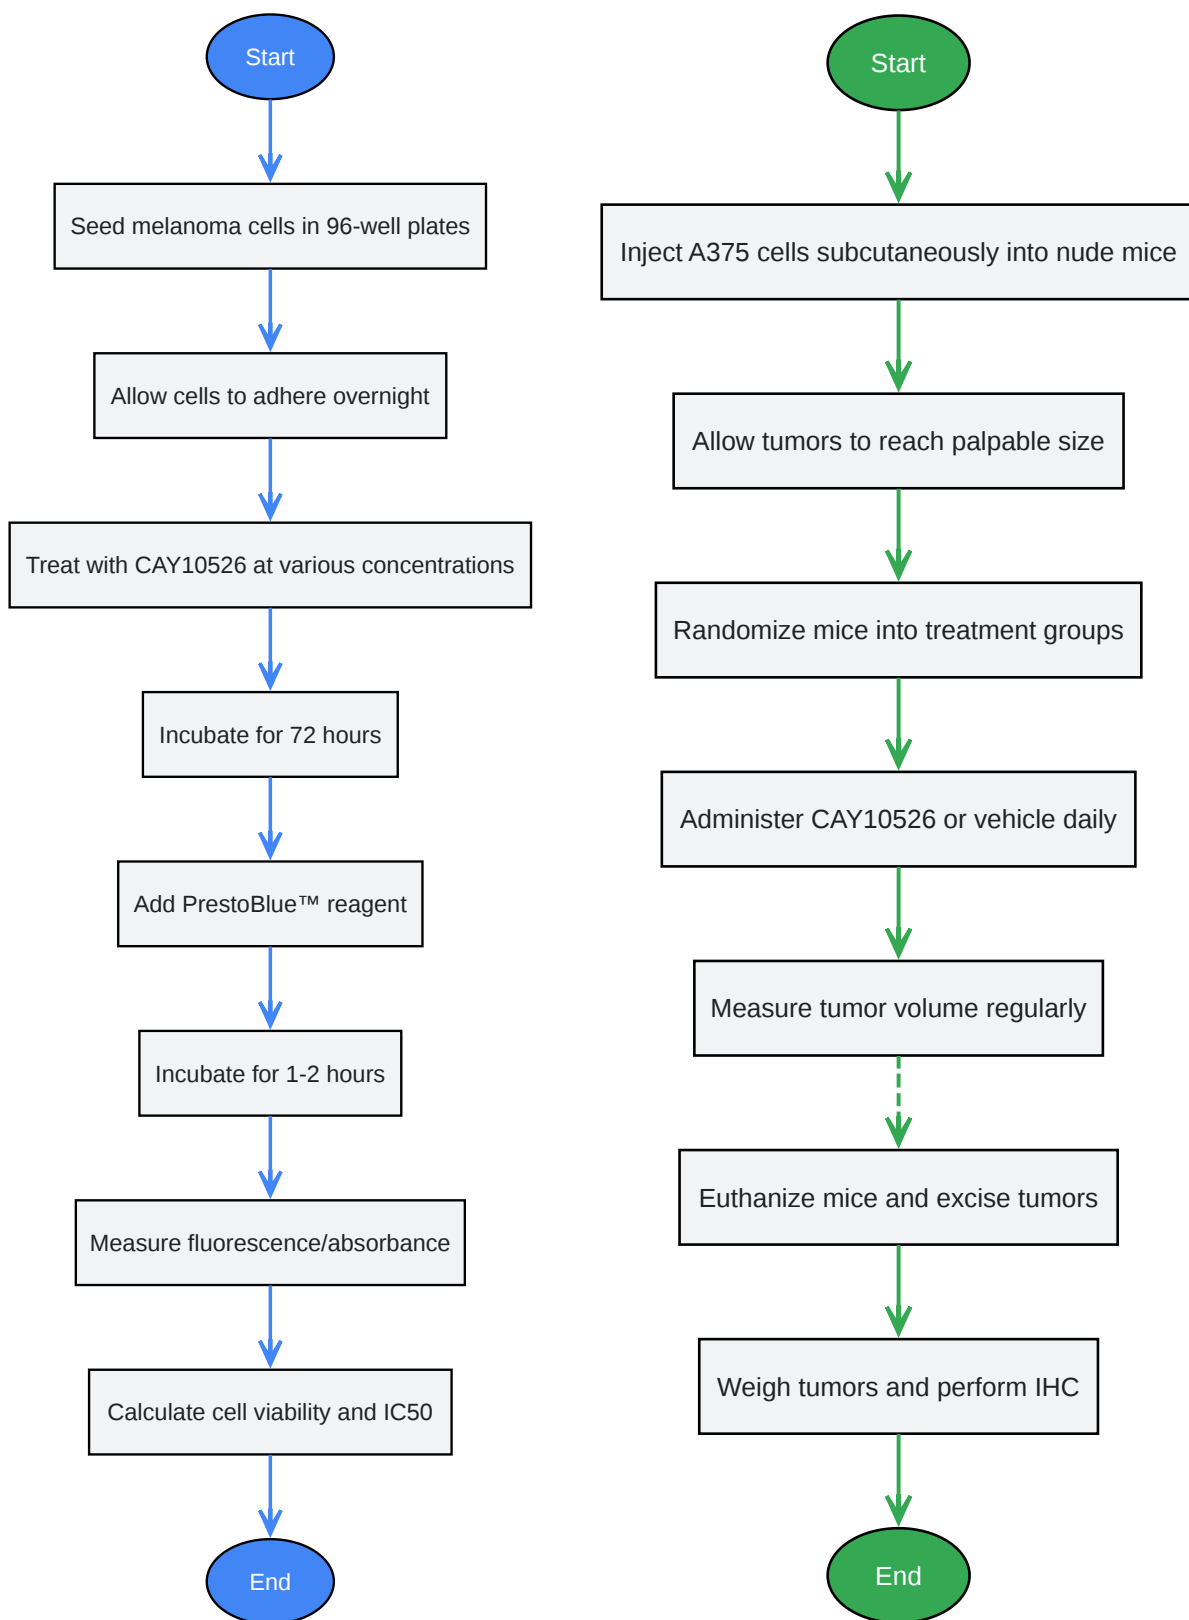 Start
Seed melanoma cells in 96-well plates
Allow cells to adhere overnight
Treat with CAY10526 at various concentrations
Incubate for 72 hours
Add PrestoBlue™ reagent
Incubate for 1-2 hours
Measure fluorescence/absorbance
Calculate cell viability and IC50
End
Start
Inject A375 cells subcutaneously into nude mice
Allow tumors to reach palpable size
Randomize mice into treatment groups
Administer CAY10526 or vehicle daily
Measure tumor volume regularly
Euthanize mice and excise tumors
Weigh tumors and perform IHC
End